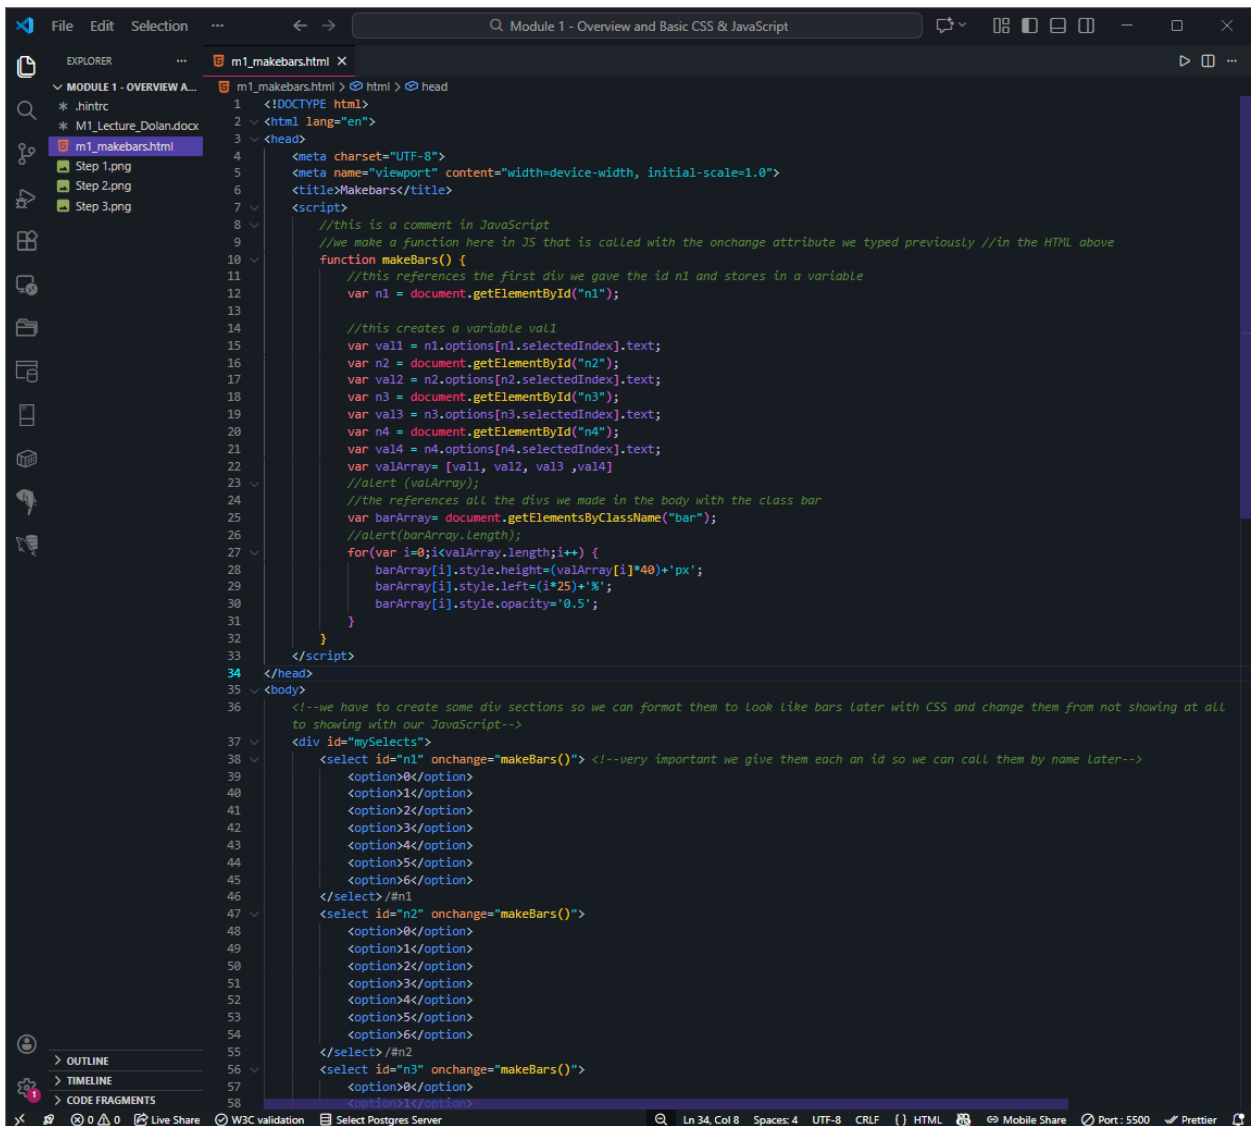 File Edit Selection ··· Module 1 - Overview and Basic CSS & JavaScript
EXPLORER ···
MODULE 1 - OVERVIEW A...
.hintrc
M1_Lecture_Dolan.docx
m1_makebars.html
Step 1.png
Step 2.png
Step 3.png
OUTLINE
TIMELINE
CODE FRAGMENTS
m1_makebars.html
m1_makebars.html > html > head
1 <!DOCTYPE html>
2 <html lang="en">
3 <head>
4 <meta charset="UTF-8">
5 <meta name="viewport" content="width=device-width, initial-scale=1.0">
6 <title>Makebars</title>
7 <script>
8 //this is a comment in JavaScript
9 //we make a function here in JS that is called with the onchange attribute we typed previously //in the HTML above
10 function makeBars() {
11 //this references the first div we gave the id n1 and stores in a variable
12 var n1 = document.getElementById("n1");
13
14 //this creates a variable val1
15 var val1 = n1.options[n1.selectedIndex].text;
16 var n2 = document.getElementById("n2");
17 var val2 = n2.options[n2.selectedIndex].text;
18 var n3 = document.getElementById("n3");
19 var val3 = n3.options[n3.selectedIndex].text;
20 var n4 = document.getElementById("n4");
21 var val4 = n4.options[n4.selectedIndex].text;
22 var valArray= [val1, val2, val3 ,val4]
23 //alert (valArray);
24 //the references all the divs we made in the body with the class bar
25 var barArray= document.getElementsByClassName("bar");
26 //alert(barArray.length);
27 for(var i=0;i<valArray.length;i++) {
28 barArray[i].style.height=(valArray[i]*40)+'px';
29 barArray[i].style.left=(i*25)+'%';
30 barArray[i].style.opacity='0.5';
31 }
32 }
33 </script>
34 </head>
35 <body>
36 <!--we have to create some div sections so we can format them to look like bars later with CSS and change them from not showing at all
to showing with our JavaScript-->
37 <div id="mySelects">
38 <select id="n1" onchange="makeBars()"> <!--very important we give them each an id so we can call them by name later-->
39 <option>0</option>
40 <option>1</option>
41 <option>2</option>
42 <option>3</option>
43 <option>4</option>
44 <option>5</option>
45 <option>6</option>
46 </select>/#n1
47 <select id="n2" onchange="makeBars()">
48 <option>0</option>
49 <option>1</option>
50 <option>2</option>
51 <option>3</option>
52 <option>4</option>
53 <option>5</option>
54 <option>6</option>
55 </select>/#n2
56 <select id="n3" onchange="makeBars()">
57 <option>0</option>
58 <option>1</option>
1
0 0 Live Share W3C validation Select Postgres Server Ln 34, Col 8 Spaces: 4 UTF-8 CRLF {} HTML Mobile Share Port : 5500 Prettier